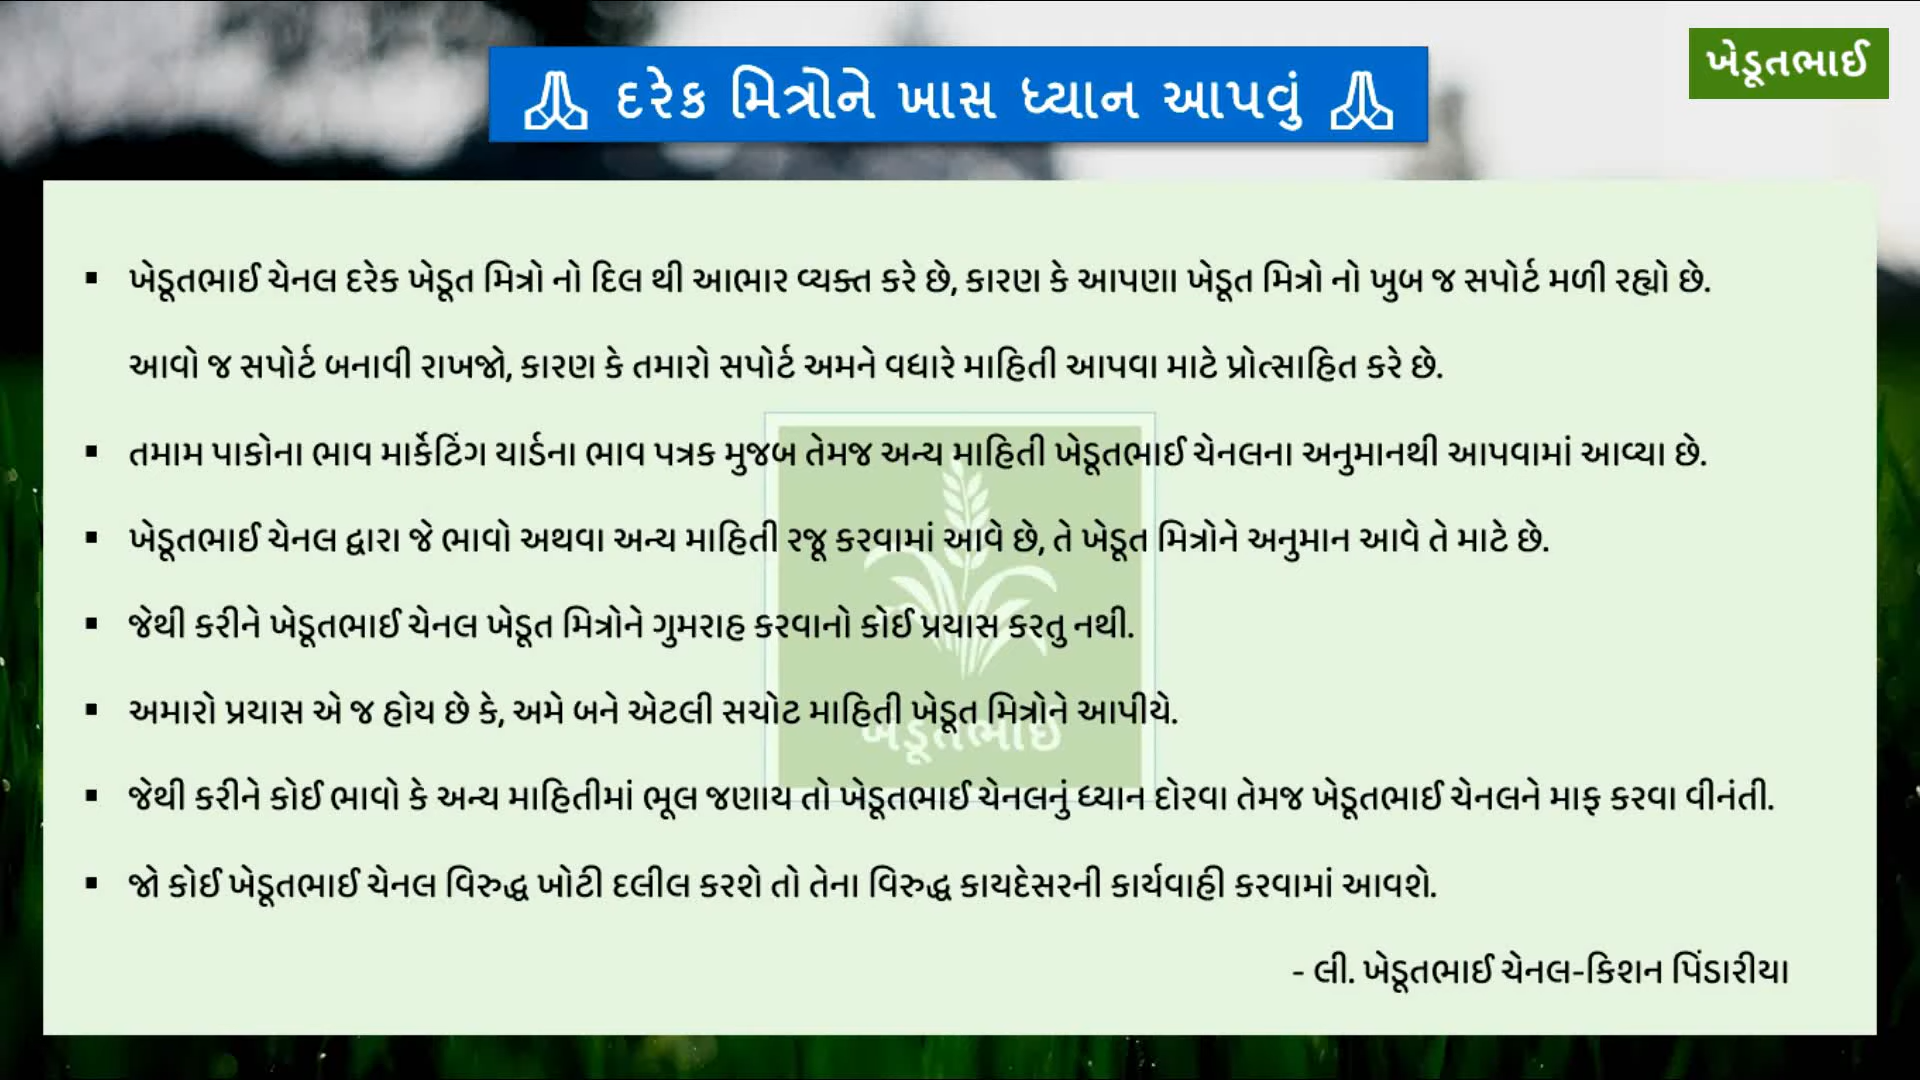 ખેડૂતભાઈ
દરેક મિત્રોને ખાસ ધ્યાન આપવું
▪ ખેડૂતભાઈ ચેનલ દરેક ખેડૂત મિત્રો નો દિલ થી આભાર વ્યક્ત કરે છે, કારણ કે આપણા ખેડૂત મિત્રો નો ખુબ જ સપોર્ટ મળી રહ્યો છે.
આવો જ સપોર્ટ બનાવી રાખજો, કારણ કે તમારો સપોર્ટ અમને વધારે માહિતી આપવા માટે પ્રોત્સાહિત કરે છે.
▪ તમામ પાકોના ભાવ માર્કેટિંગ યાર્ડના ભાવ પત્રક મુજબ તેમજ અન્ય માહિતી ખેડૂતભાઈ ચેનલના અનુમાનથી આપવામાં આવ્યા છે.
▪ ખેડૂતભાઈ ચેનલ દ્વારા જે ભાવો અથવા અન્ય માહિતી રજૂ કરવામાં આવે છે, તે ખેડૂત મિત્રોને અનુમાન આવે તે માટે છે.
▪ જેથી કરીને ખેડૂતભાઈ ચેનલ ખેડૂત મિત્રોને ગુમરાહ કરવાનો કોઈ પ્રયાસ કરતુ નથી.
▪ અમારો પ્રયાસ એ જ હોય છે કે, અમે બને એટલી સચોટ માહિતી ખેડૂત મિત્રોને આપીયે.
ખેડૂતભાઈ
▪ જેથી કરીને કોઈ ભાવો કે અન્ય માહિતીમાં ભૂલ જણાય તો ખેડૂતભાઈ ચેનલનું ધ્યાન દોરવા તેમજ ખેડૂતભાઈ ચેનલને માફ કરવા વીનંતી.
▪ જો કોઈ ખેડૂતભાઈ ચેનલ વિરુદ્ધ ખોટી દલીલ કરશે તો તેના વિરુદ્ધ કાયદેસરની કાર્યવાહી કરવામાં આવશે.
- લી. ખેડૂતભાઈ ચેનલ-કિશન પિંડારીયા